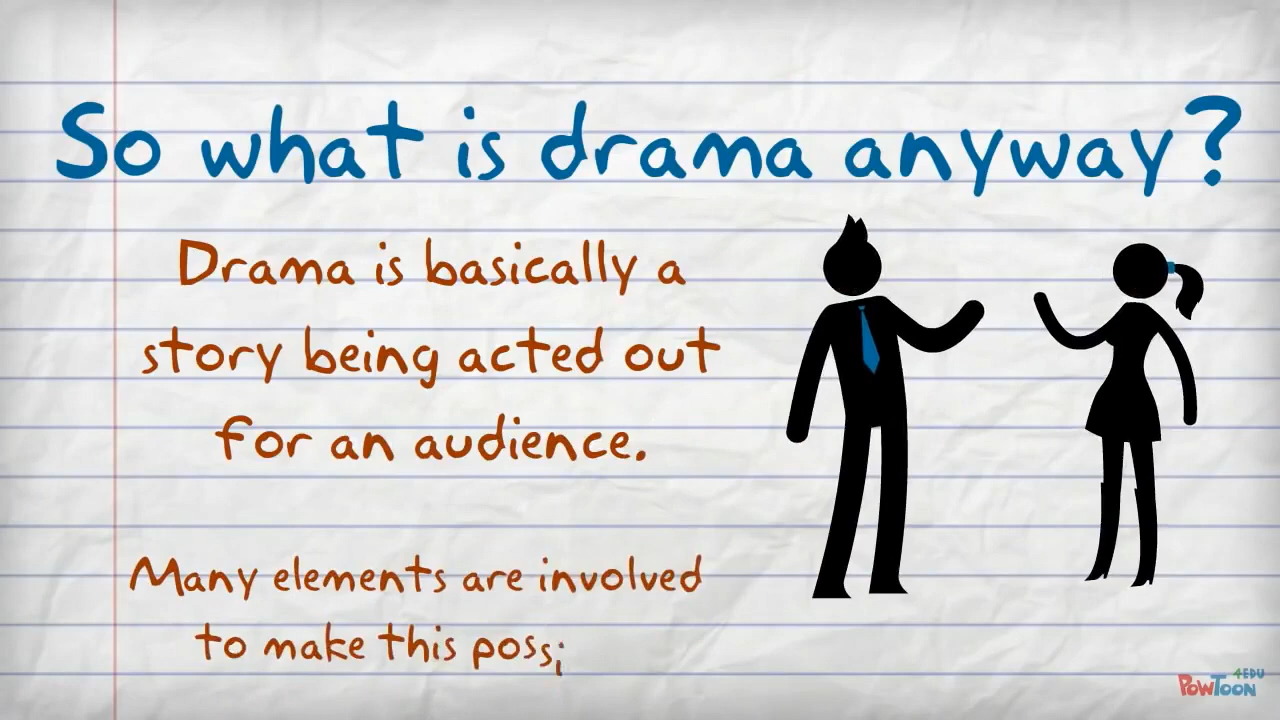 So what is drama anyway?
Drama is basically a
story being acted out
for an audience.
Many elements are involved
to make this possi
4EDU
POWTOON